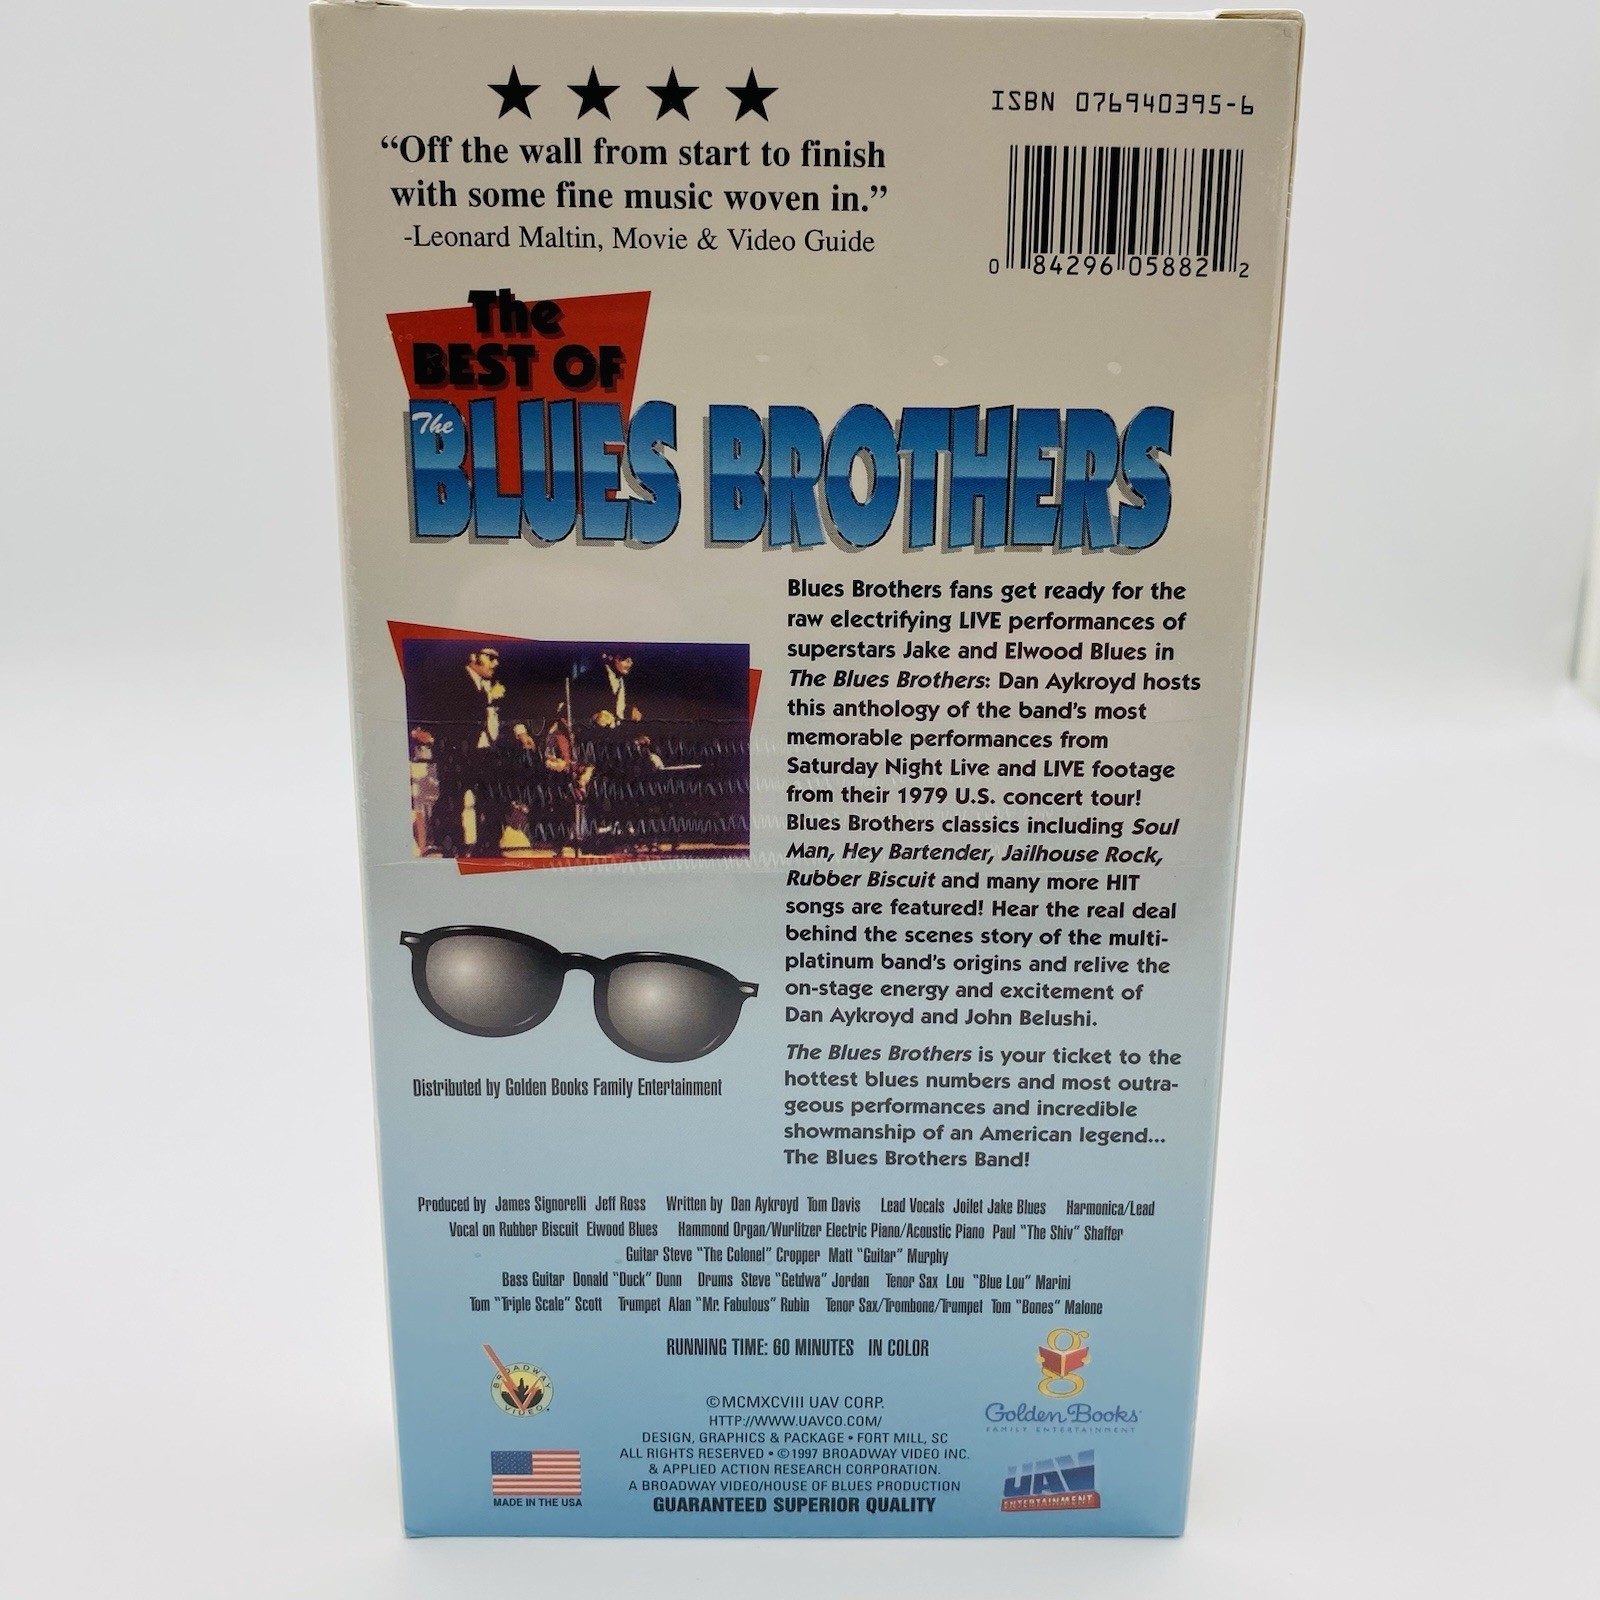 ★ ★ ★ ★
“Off the wall from start to finish
with some fine music woven in.”
-Leonard Maltin, Movie & Video Guide
ISBN 076940395-6
0 84296 05882 2
The
BEST OF
The BLUES BROTHERS
Blues Brothers fans get ready for the
raw electrifying LIVE performances of
superstars Jake and Elwood Blues in
The Blues Brothers: Dan Aykroyd hosts
this anthology of the band's most
memorable performances from
Saturday Night Live and LIVE footage
from their 1979 U.S. concert tour!
Blues Brothers classics including Soul
Man, Hey Bartender, Jailhouse Rock,
Rubber Biscuit and many more HIT
songs are featured! Hear the real deal
behind the scenes story of the multi-
platinum band's origins and relive the
on-stage energy and excitement of
Dan Aykroyd and John Belushi.
The Blues Brothers is your ticket to the
hottest blues numbers and most outra-
geous performances and incredible
showmanship of an American legend...
The Blues Brothers Band!
Distributed by Golden Books Family Entertainment
Produced by James Signorelli Jeff Ross Written by Dan Aykroyd Tom Davis Lead Vocals Joilet Jake Blues Harmonica/Lead
Vocal on Rubber Biscuit Elwood Blues Hammond Organ/Wurlitzer Electric Piano/Acoustic Piano Paul "The Shiv" Shaffer
Guitar Steve "The Colonel" Cropper Matt "Guitar" Murphy
Bass Guitar Donald "Duck" Dunn Drums Steve "Getdwa" Jordan Tenor Sax Lou "Blue Lou" Marini
Tom "Triple Scale" Scott Trumpet Alan "Mr. Fabulous" Rubin Tenor Sax/Trombone/Trumpet Tom "Bones" Malone
RUNNING TIME: 60 MINUTES IN COLOR
BROADWAY
VIDEO
©MCMXCVIII UAV CORP.
HTTP://WWW.UAVCO.COM/
DESIGN, GRAPHICS & PACKAGE • FORT MILL, SC
ALL RIGHTS RESERVED • ©1997 BROADWAY VIDEO INC.
& APPLIED ACTION RESEARCH CORPORATION.
A BROADWAY VIDEO/HOUSE OF BLUES PRODUCTION
GUARANTEED SUPERIOR QUALITY
MADE IN THE USA
g
Golden Books
FAMILY ENTERTAINMENT
UAV
ENTERTAINMENT